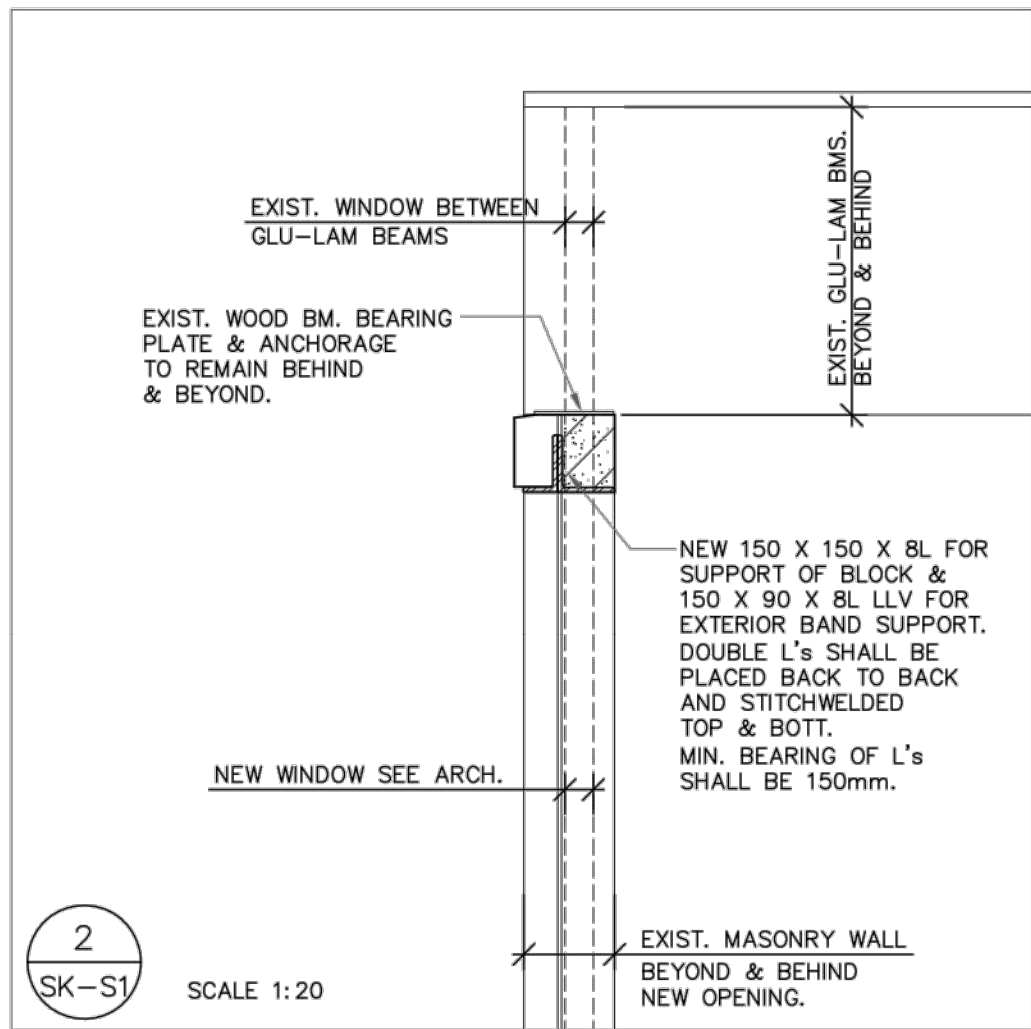 EXIST. GLU-LAM BMS.
BEYOND & BEHIND
EXIST. WINDOW BETWEEN
GLU-LAM BEAMS
EXIST. WOOD BM. BEARING
PLATE & ANCHORAGE
TO REMAIN BEHIND
& BEYOND.
NEW 150 X 150 X 8L FOR
SUPPORT OF BLOCK &
150 X 90 X 8L LLV FOR
EXTERIOR BAND SUPPORT.
DOUBLE L's SHALL BE
PLACED BACK TO BACK
AND STITCHWELDED
TOP & BOTT.
MIN. BEARING OF L's
SHALL BE 150mm.
NEW WINDOW SEE ARCH.
EXIST. MASONRY WALL
BEYOND & BEHIND
NEW OPENING.
2
SK-S1
SCALE 1:20